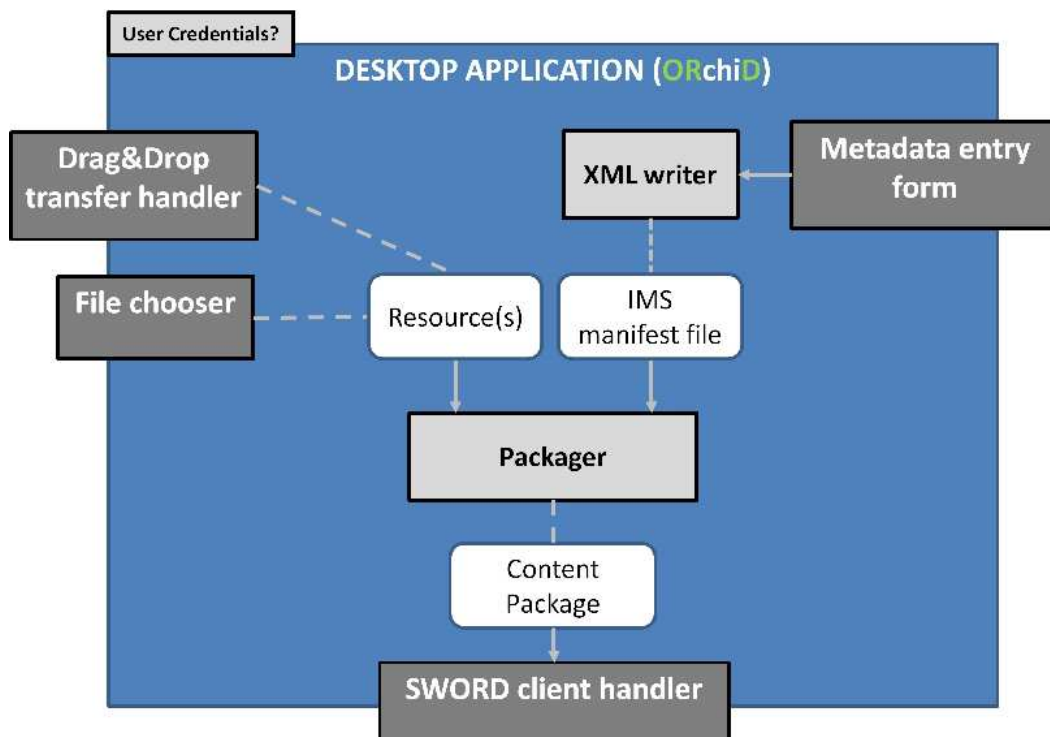 User Credentials?
DESKTOP APPLICATION (ORchiD)
Drag&Drop
transfer handler
XML writer
Metadata entry
form
File chooser
Resource(s)
IMS
manifest file
Packager
Content
Package
SWORD client handler